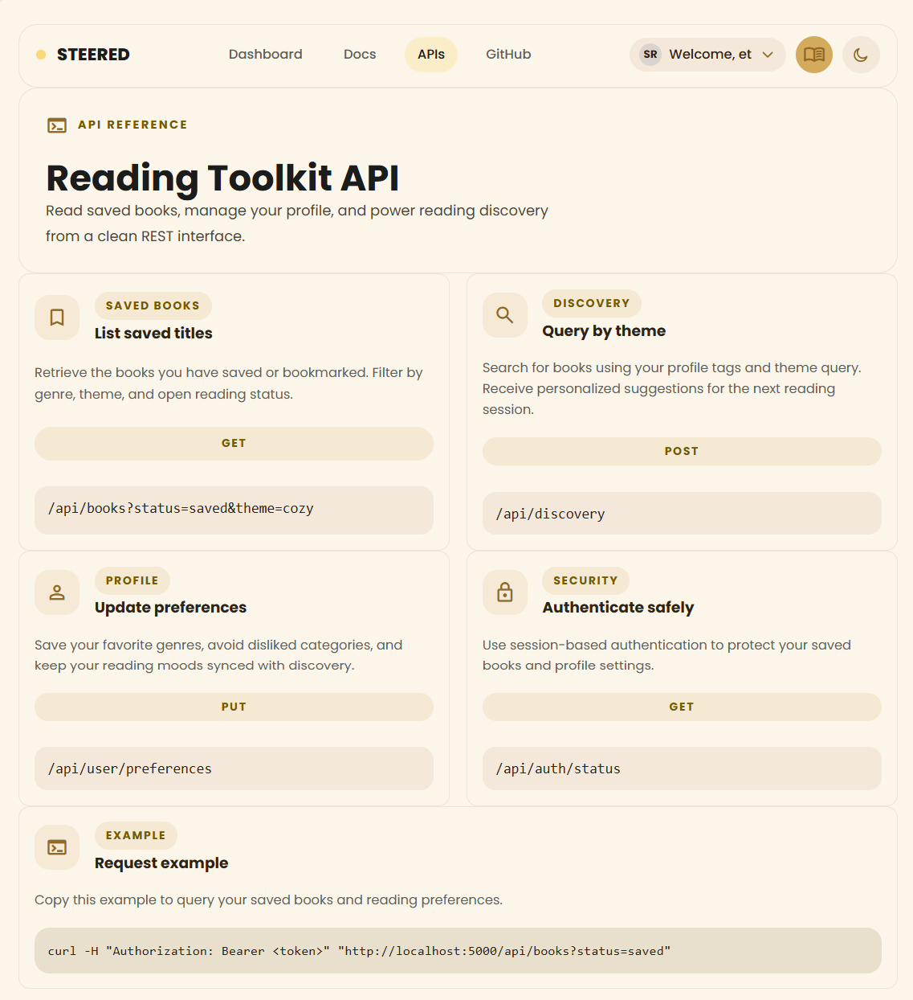 STEERED
Dashboard
Docs
APIs
GitHub
SR
Welcome, et
API REFERENCE
Reading Toolkit API
Read saved books, manage your profile, and power reading discovery
from a clean REST interface.
SAVED BOOKS
List saved titles
Retrieve the books you have saved or bookmarked. Filter by
genre, theme, and open reading status.
GET
/api/books?status=saved&theme=cozy
DISCOVERY
Query by theme
Search for books using your profile tags and theme query.
Receive personalized suggestions for the next reading
session.
POST
/api/discovery
PROFILE
Update preferences
Save your favorite genres, avoid disliked categories, and
keep your reading moods synced with discovery.
PUT
/api/user/preferences
SECURITY
Authenticate safely
Use session-based authentication to protect your saved
books and profile settings.
GET
/api/auth/status
EXAMPLE
Request example
Copy this example to query your saved books and reading preferences.
curl -H "Authorization: Bearer <token>" "http://localhost:5000/api/books?status=saved"